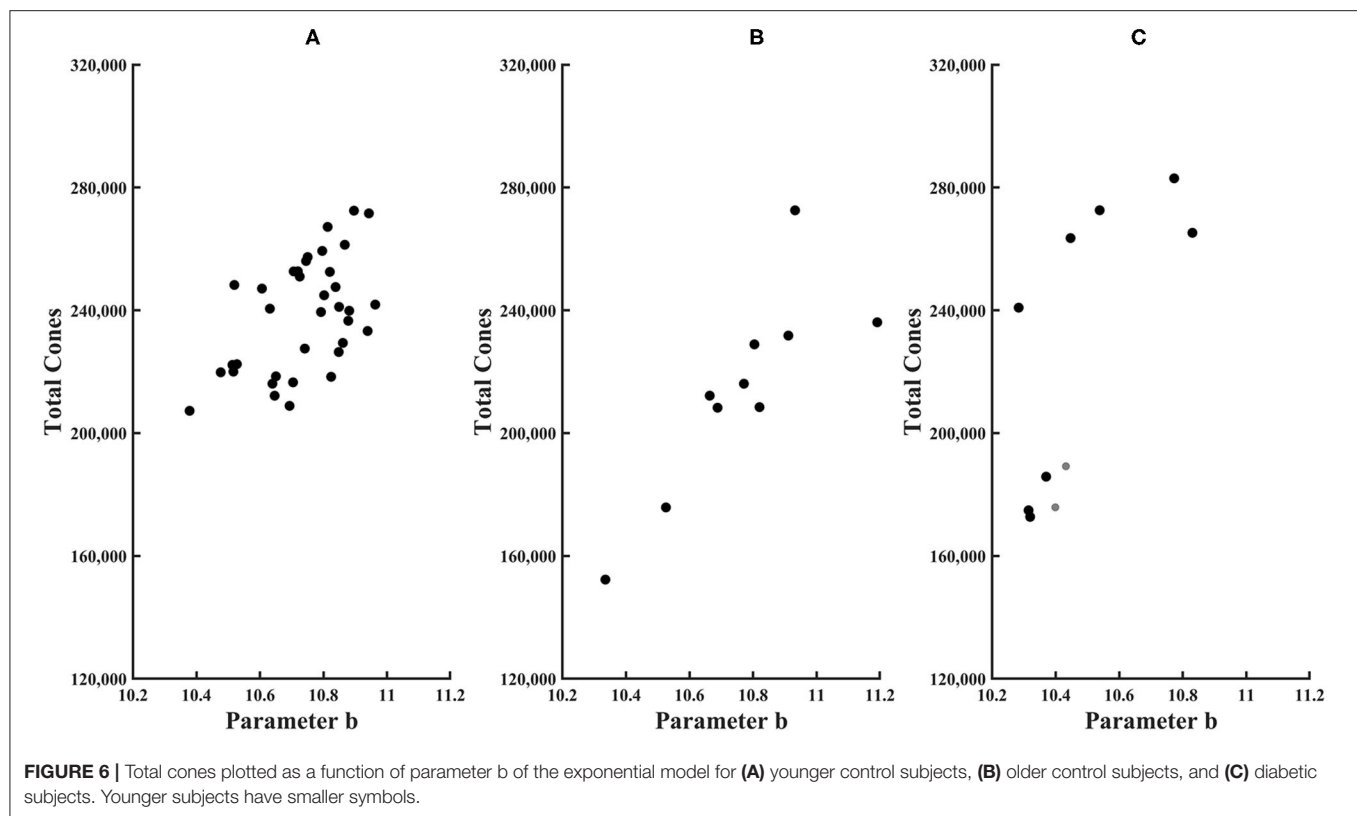 A
B
C
320,000
280,000
240,000
200,000
160,000
120,000
Total Cones
10.2 10.4 10.6 10.8 11 11.2
Parameter b
320,000
280,000
240,000
200,000
160,000
120,000
Total Cones
10.2 10.4 10.6 10.8 11 11.2
Parameter b
320,000
280,000
240,000
200,000
160,000
120,000
Total Cones
10.2 10.4 10.6 10.8 11 11.2
Parameter b
FIGURE 6 | Total cones plotted as a function of parameter b of the exponential model for (A) younger control subjects, (B) older control subjects, and (C) diabetic
subjects. Younger subjects have smaller symbols.